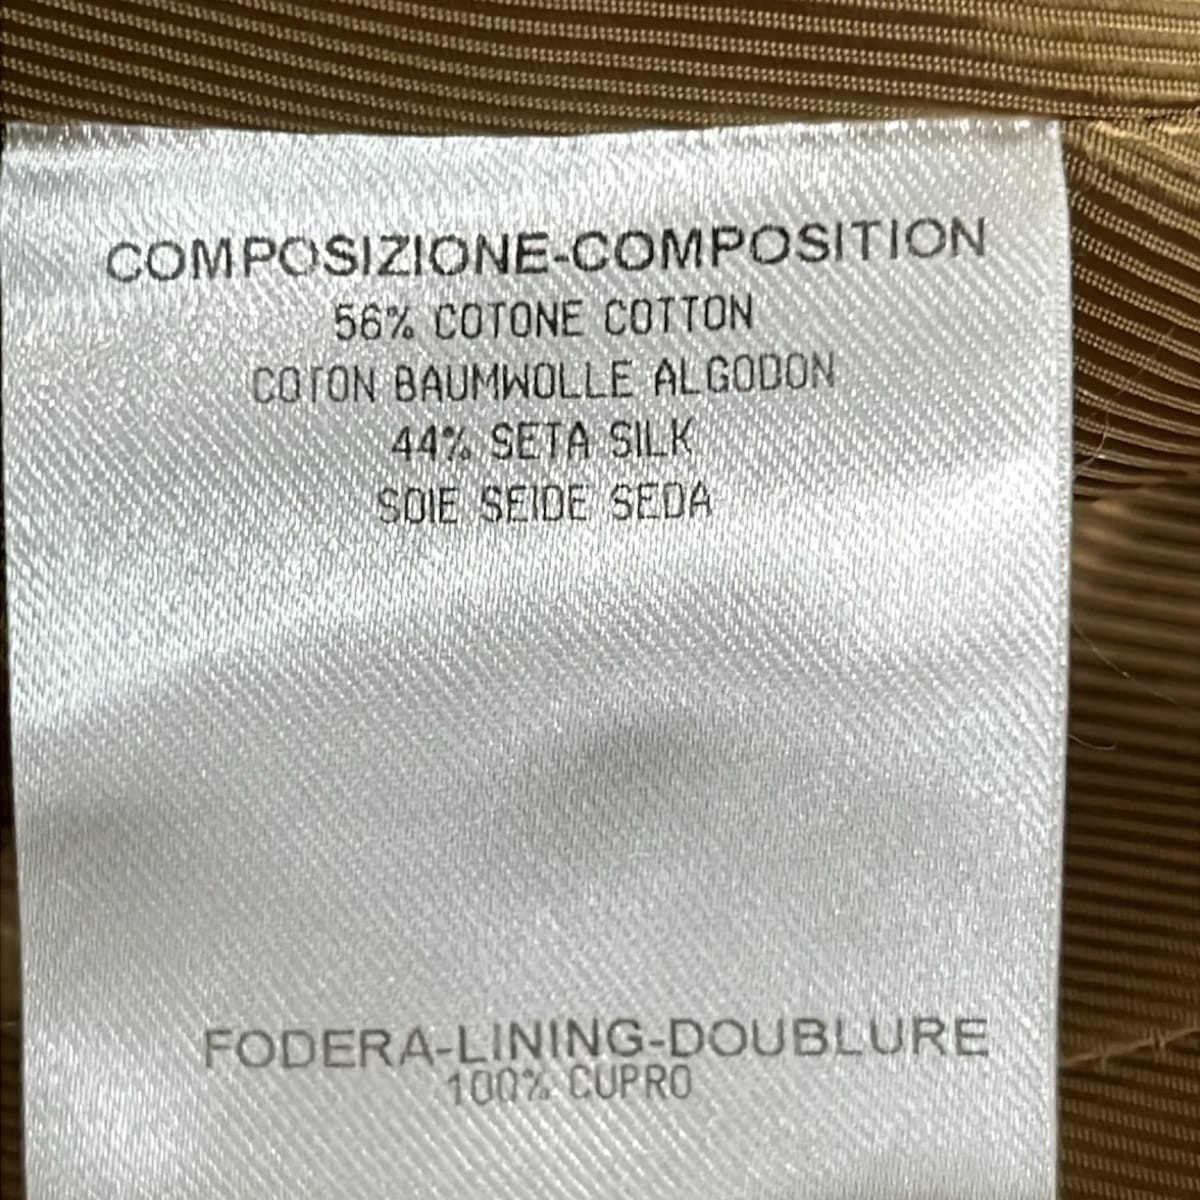 COMPOSIZIONE-COMPOSITION
56% COTONE COTTON
COTON BAUMWOLLE ALGODON
44% SETA SILK
SOIE SEIDE SEDA
FODERA-LINING-DOUBLURE
100% CUPRO